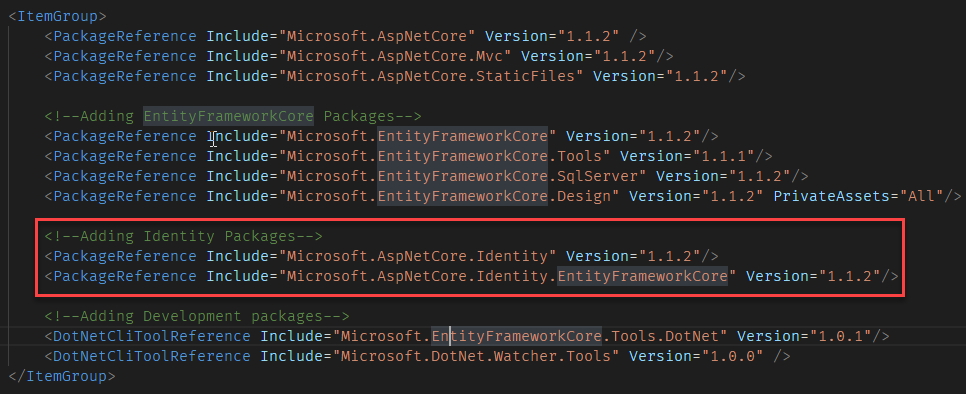 <ItemGroup>
<PackageReference Include="Microsoft.AspNetCore" Version="1.1.2" />
<PackageReference Include="Microsoft.AspNetCore.Mvc" Version="1.1.2"/>
<PackageReference Include="Microsoft.AspNetCore.StaticFiles" Version="1.1.2"/>
<!--Adding EntityFrameworkCore Packages-->
<PackageReference Include="Microsoft.EntityFrameworkCore" Version="1.1.2"/>
<PackageReference Include="Microsoft.EntityFrameworkCore.Tools" Version="1.1.1"/>
<PackageReference Include="Microsoft.EntityFrameworkCore.SqlServer" Version="1.1.2"/>
<PackageReference Include="Microsoft.EntityFrameworkCore.Design" Version="1.1.2" PrivateAssets="All"/>
<!--Adding Identity Packages-->
<PackageReference Include="Microsoft.AspNetCore.Identity" Version="1.1.2"/>
<PackageReference Include="Microsoft.AspNetCore.Identity.EntityFrameworkCore" Version="1.1.2"/>
<!--Adding Development packages-->
<DotNetCliToolReference Include="Microsoft.EntityFrameworkCore.Tools.DotNet" Version="1.0.1"/>
<DotNetCliToolReference Include="Microsoft.DotNet.Watcher.Tools" Version="1.0.0" />
</ItemGroup>